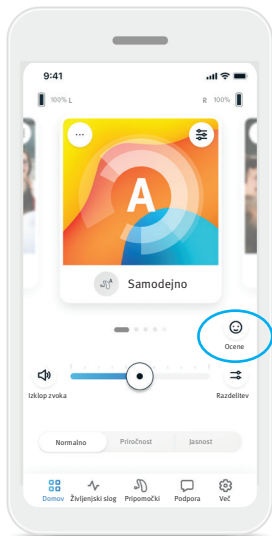 9:41
100% L
R 100%
A
Samodejno
Ocene
Izklop zvoka
Razdelitev
Normalno Priročnost Jasnost
Domov Življenjski slog Pripomočki Podpora Več